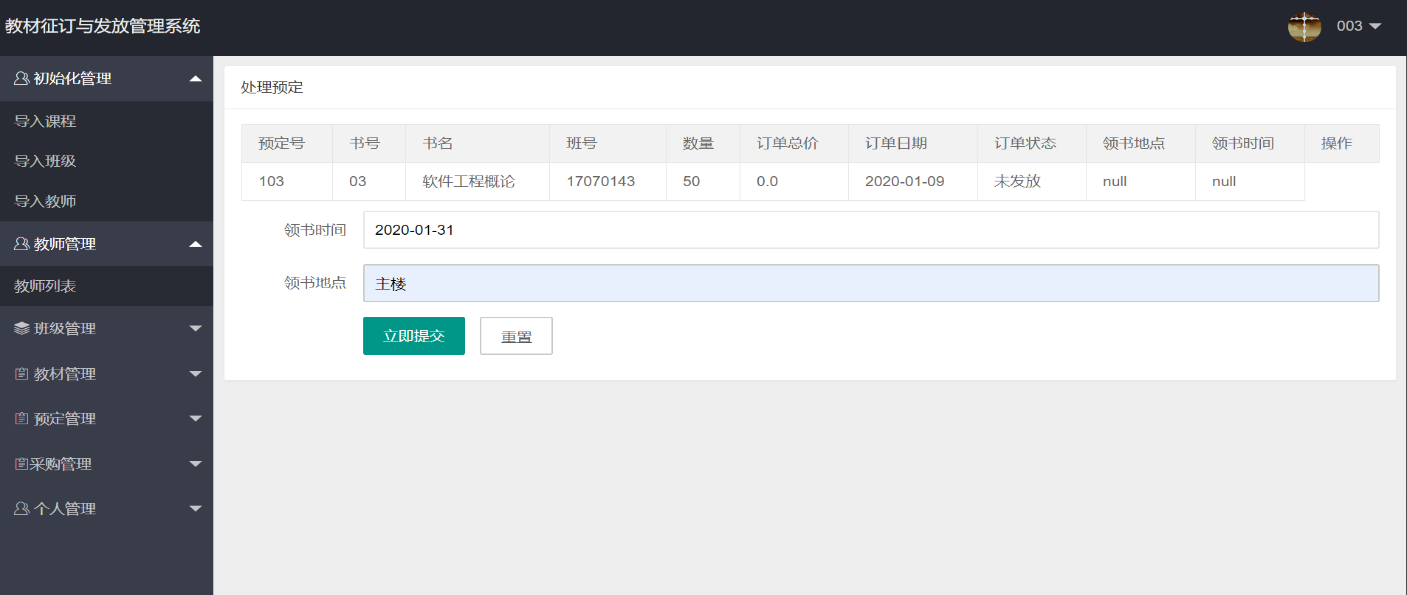 教材征订与发放管理系统
003
初始化管理
导入课程
导入班级
导入教师
教师管理
教师列表
班级管理
教材管理
预定管理
采购管理
个人管理
处理预定
预定号 书号 书名 班号 数量 订单总价 订单日期 订单状态 领书地点 领书时间 操作
103 03 软件工程概论 17070143 50 0.0 2020-01-09 未发放 null null
领书时间 2020-01-31
领书地点 主楼
立即提交 重置